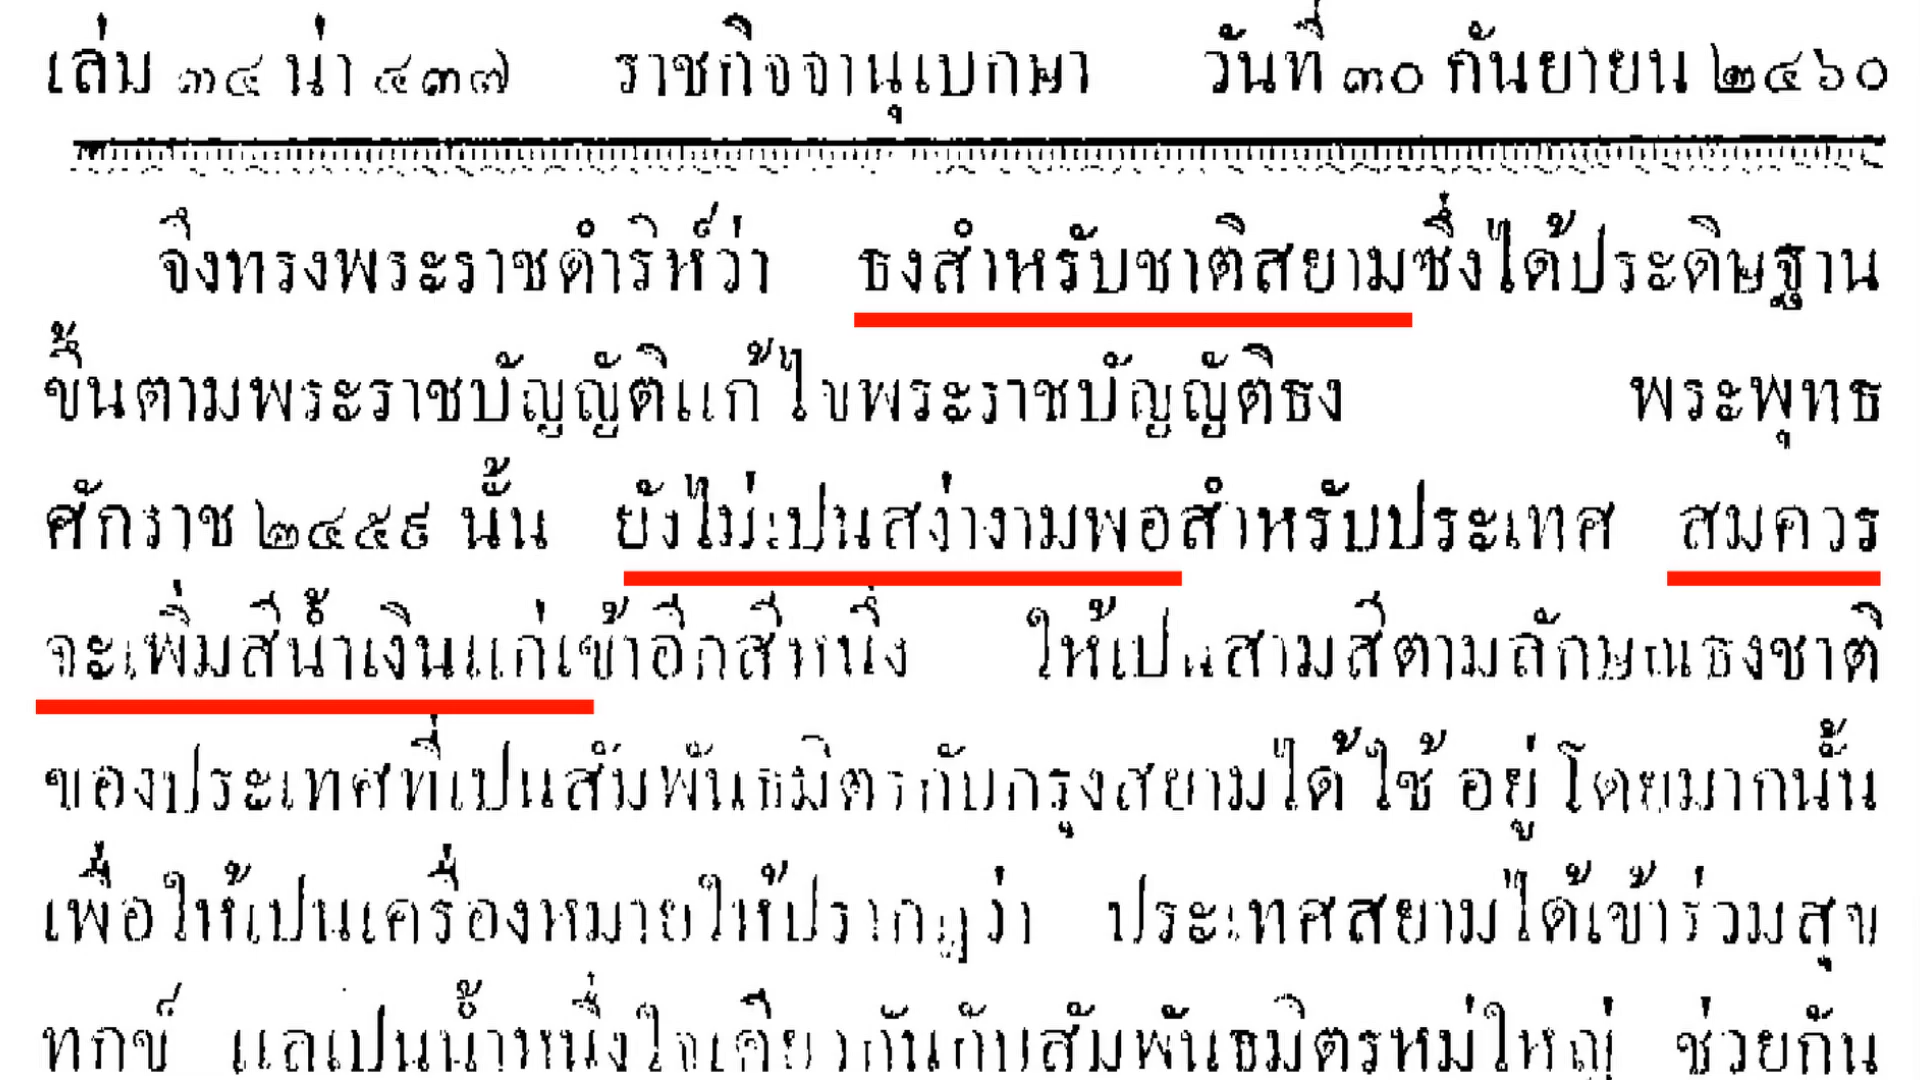 เล่ม ๓๔ น่า ๔๓๗ ราชกิจจานุเบกษา วันที่ ๓๐ กันยายน ๒๔๖๐
จึงทรงพระราชดำริห์ว่า ธงสำหรับชาติสยามซึ่งได้ประดิษฐาน
ขึ้นตามพระราชบัญญัติแก้ไขพระราชบัญญัติธง พระพุทธ
ศักราช ๒๔๕๙ นั้น ยังไม่เปนสง่างามพอสำหรับประเทศ สมควร
จะเพิ่มสีน้ำเงินแก่เข้าอีกสีหนึ่ง ให้เปนสามสีตามลักษณธงชาติ
ของประเทศที่เปนสัมพันธมิตรกับกรุงสยามได้ใช้อยู่โดยมากนั้น
เพื่อให้เปนเครื่องหมายให้ปรากฏว่า ประเทศสยามได้เข้าร่วมสุข
ทกข์ แลเปนน้ำหนึ่งใจเดียวกันกับสัมพันธมิตรหมู่ใหญ่ ช่วยกัน